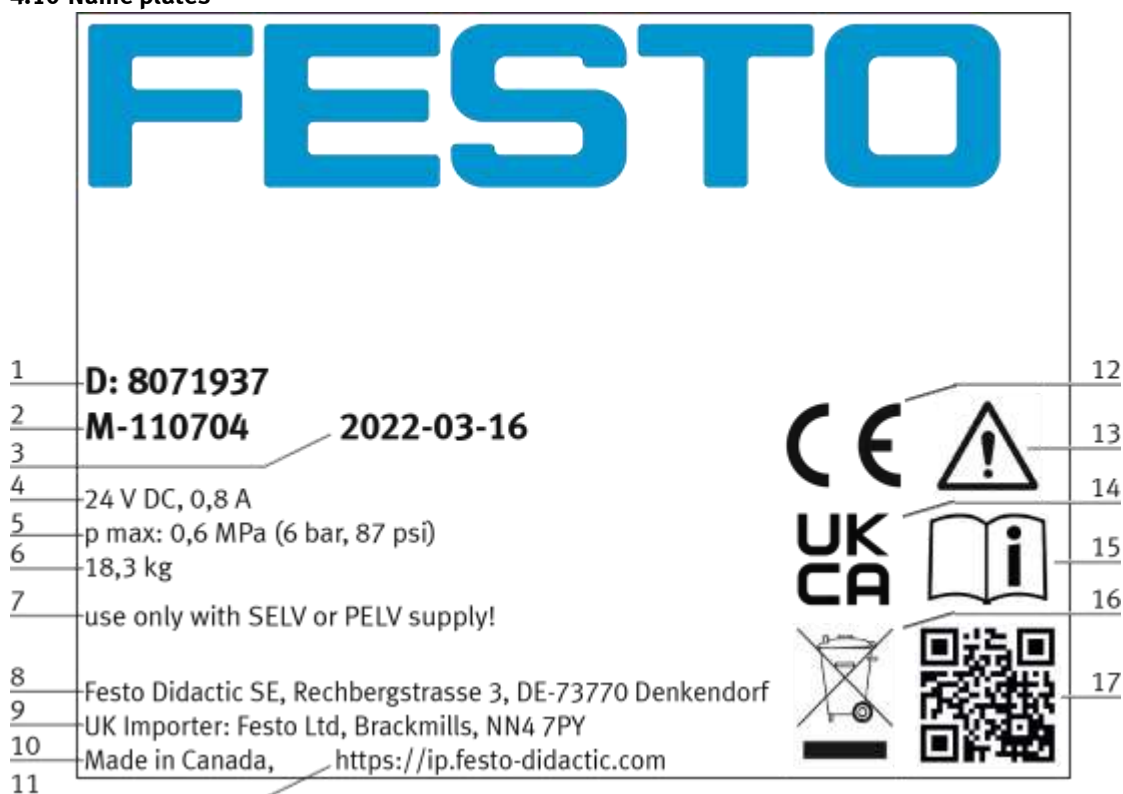 4.10 Name plates
FESTO
1
D: 8071937
12
2
M-110704 2022-03-16
CE
13
3
4
24 V DC, 0,8 A
14
5
p max: 0,6 MPa (6 bar, 87 psi)
UK
CA
i
15
6
18,3 kg
16
7
use only with SELV or PELV supply!
8
Festo Didactic SE, Rechbergstrasse 3, DE-73770 Denkendorf
17
9
UK Importer: Festo Ltd, Brackmills, NN4 7PY
10
Made in Canada, https://ip.festo-didactic.com
11